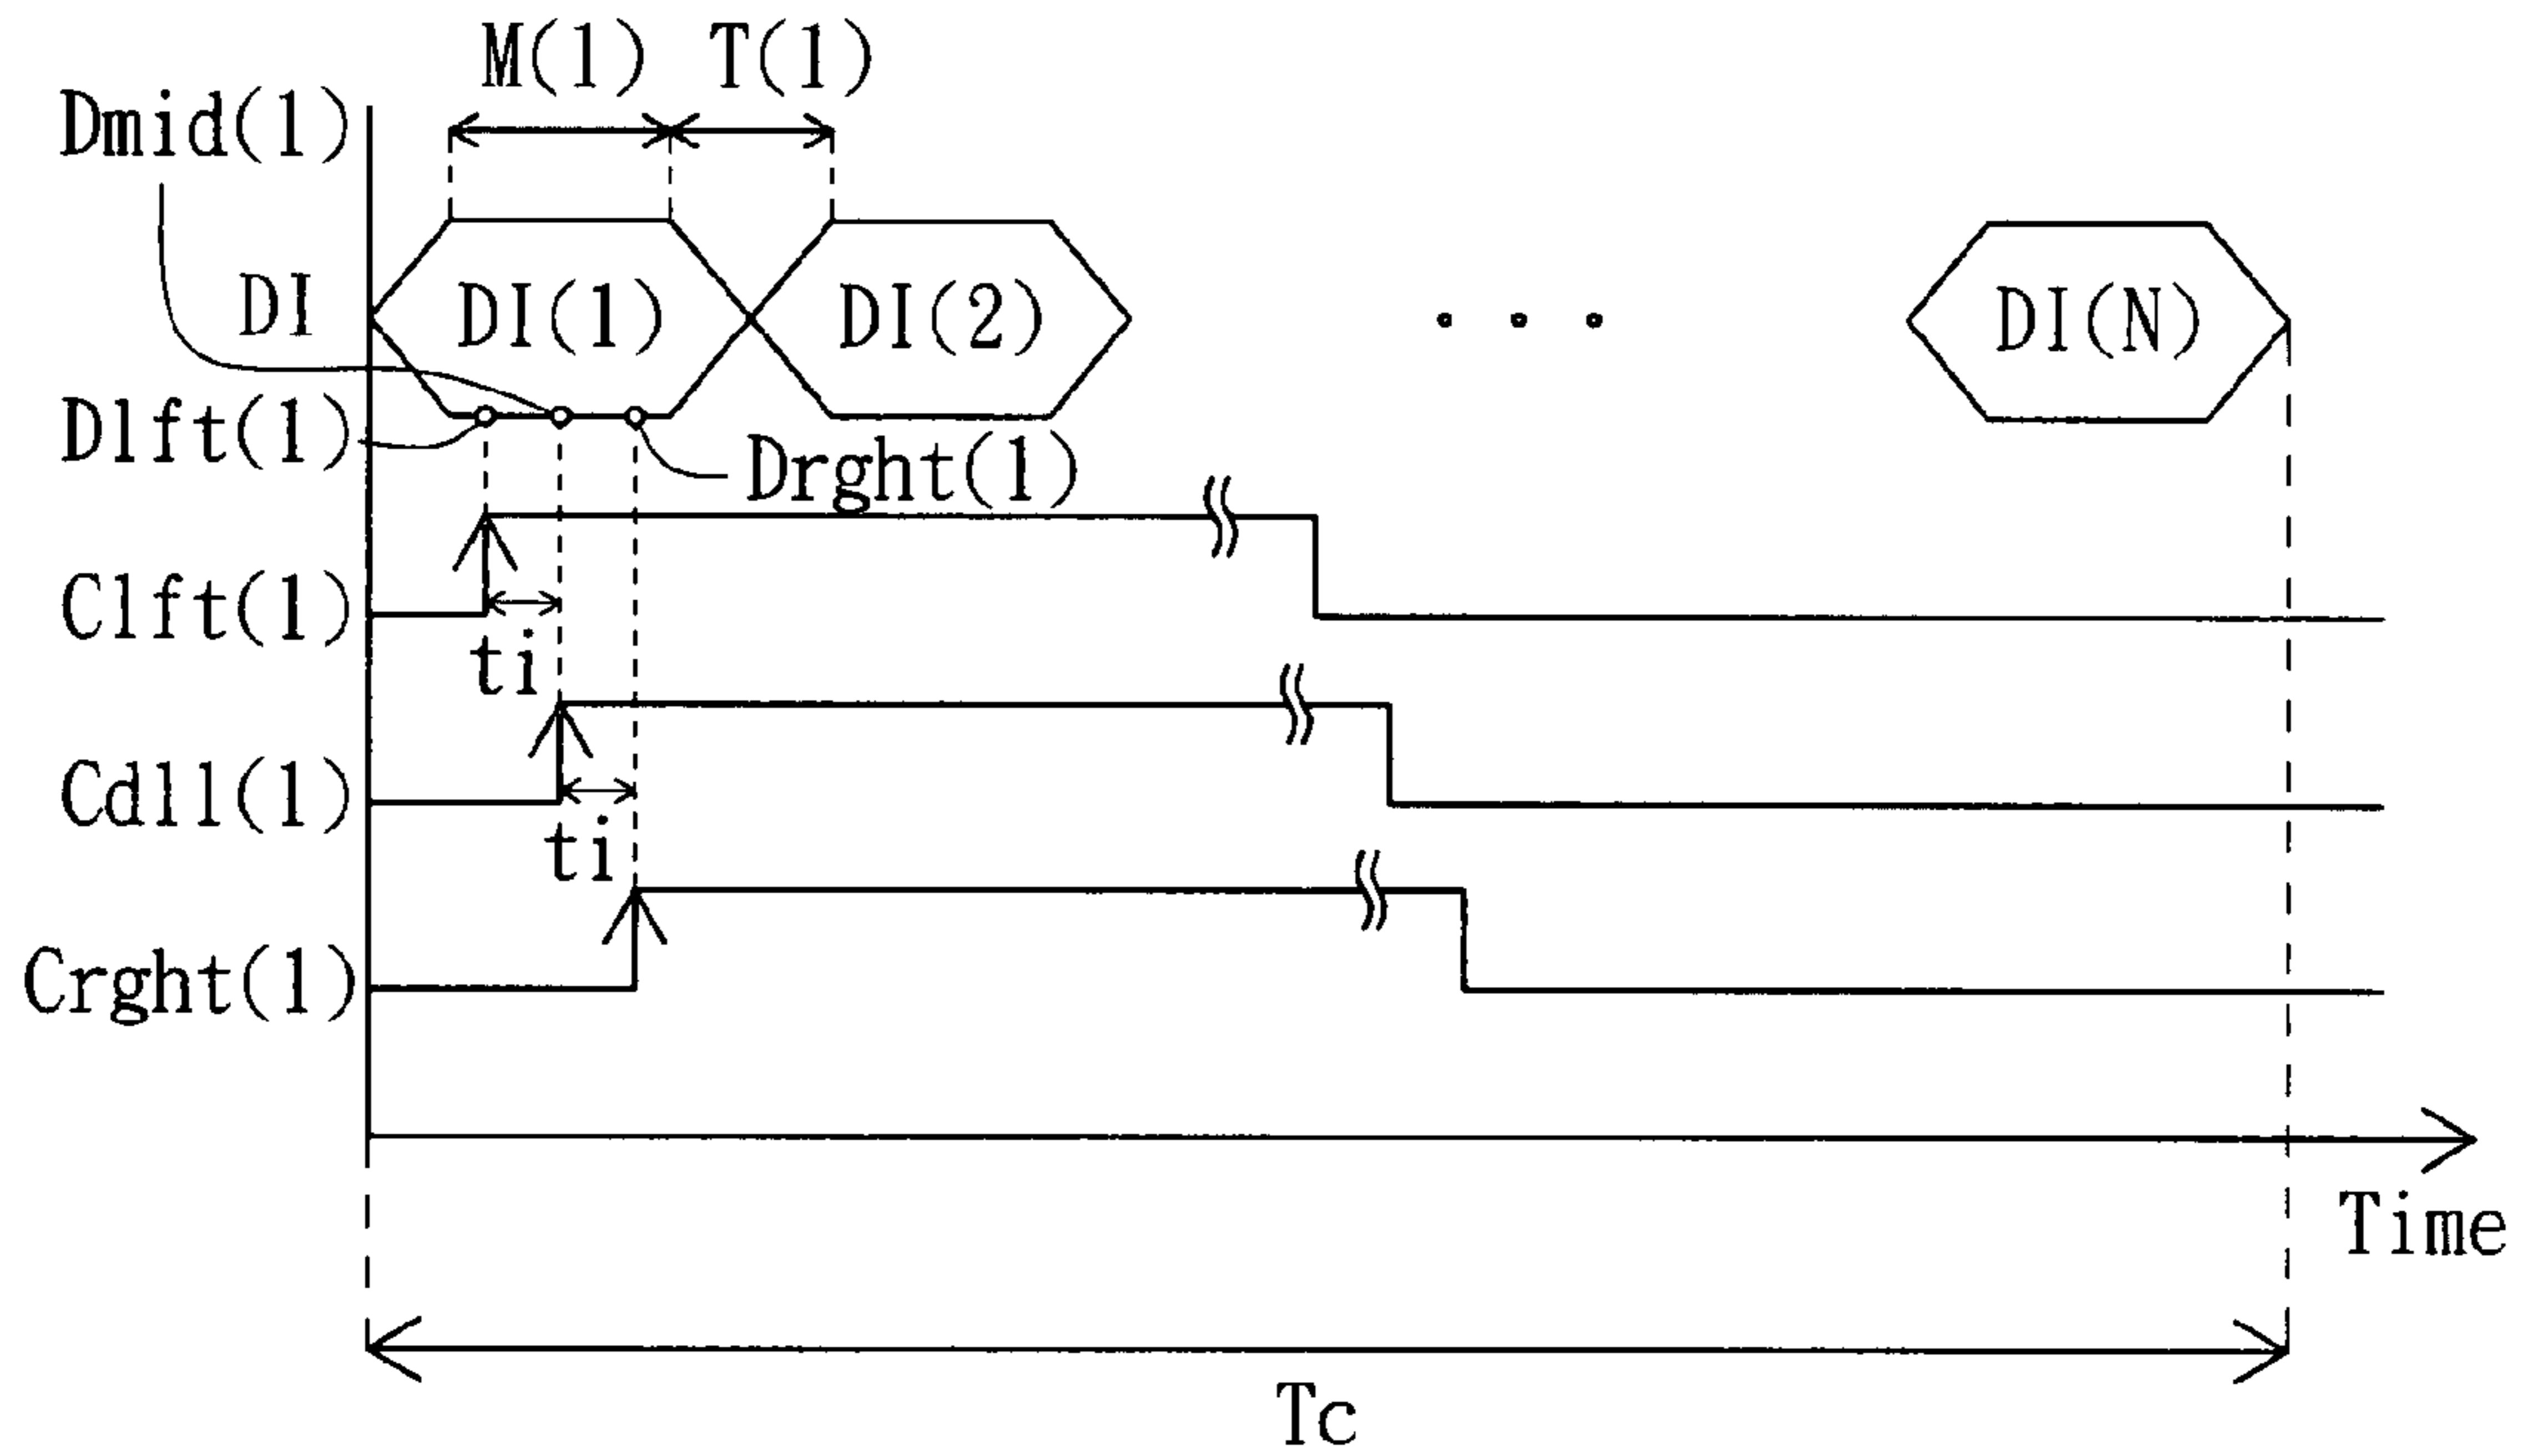 M(1) T(1)
Dmid(1)
DI DI(1) DI(2) DI(N)
Dlft(1)
Drght(1)
Clft(1)
ti
Cdll(1)
ti
Crght(1)
Time
Tc